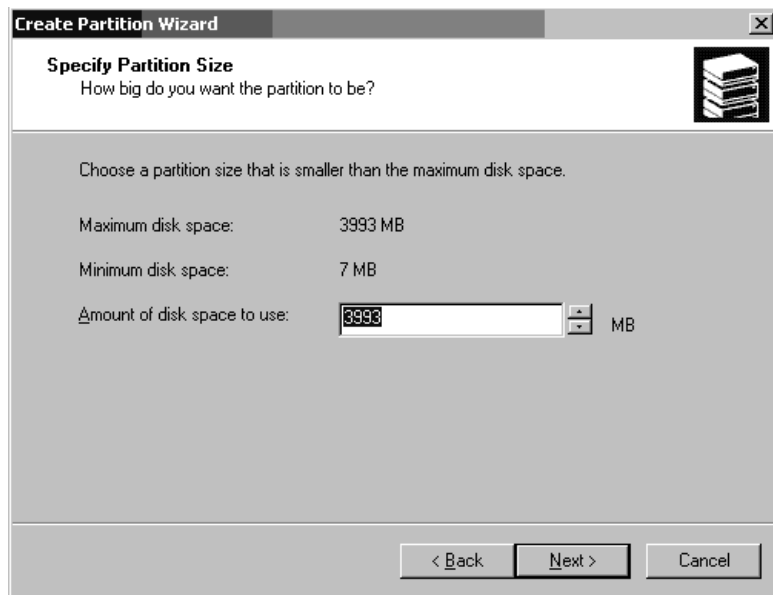 Create Partition Wizard
Specify Partition Size
How big do you want the partition to be?
Choose a partition size that is smaller than the maximum disk space.
Maximum disk space: 3993 MB
Minimum disk space: 7 MB
Amount of disk space to use: 3993 MB
< Back Next > Cancel